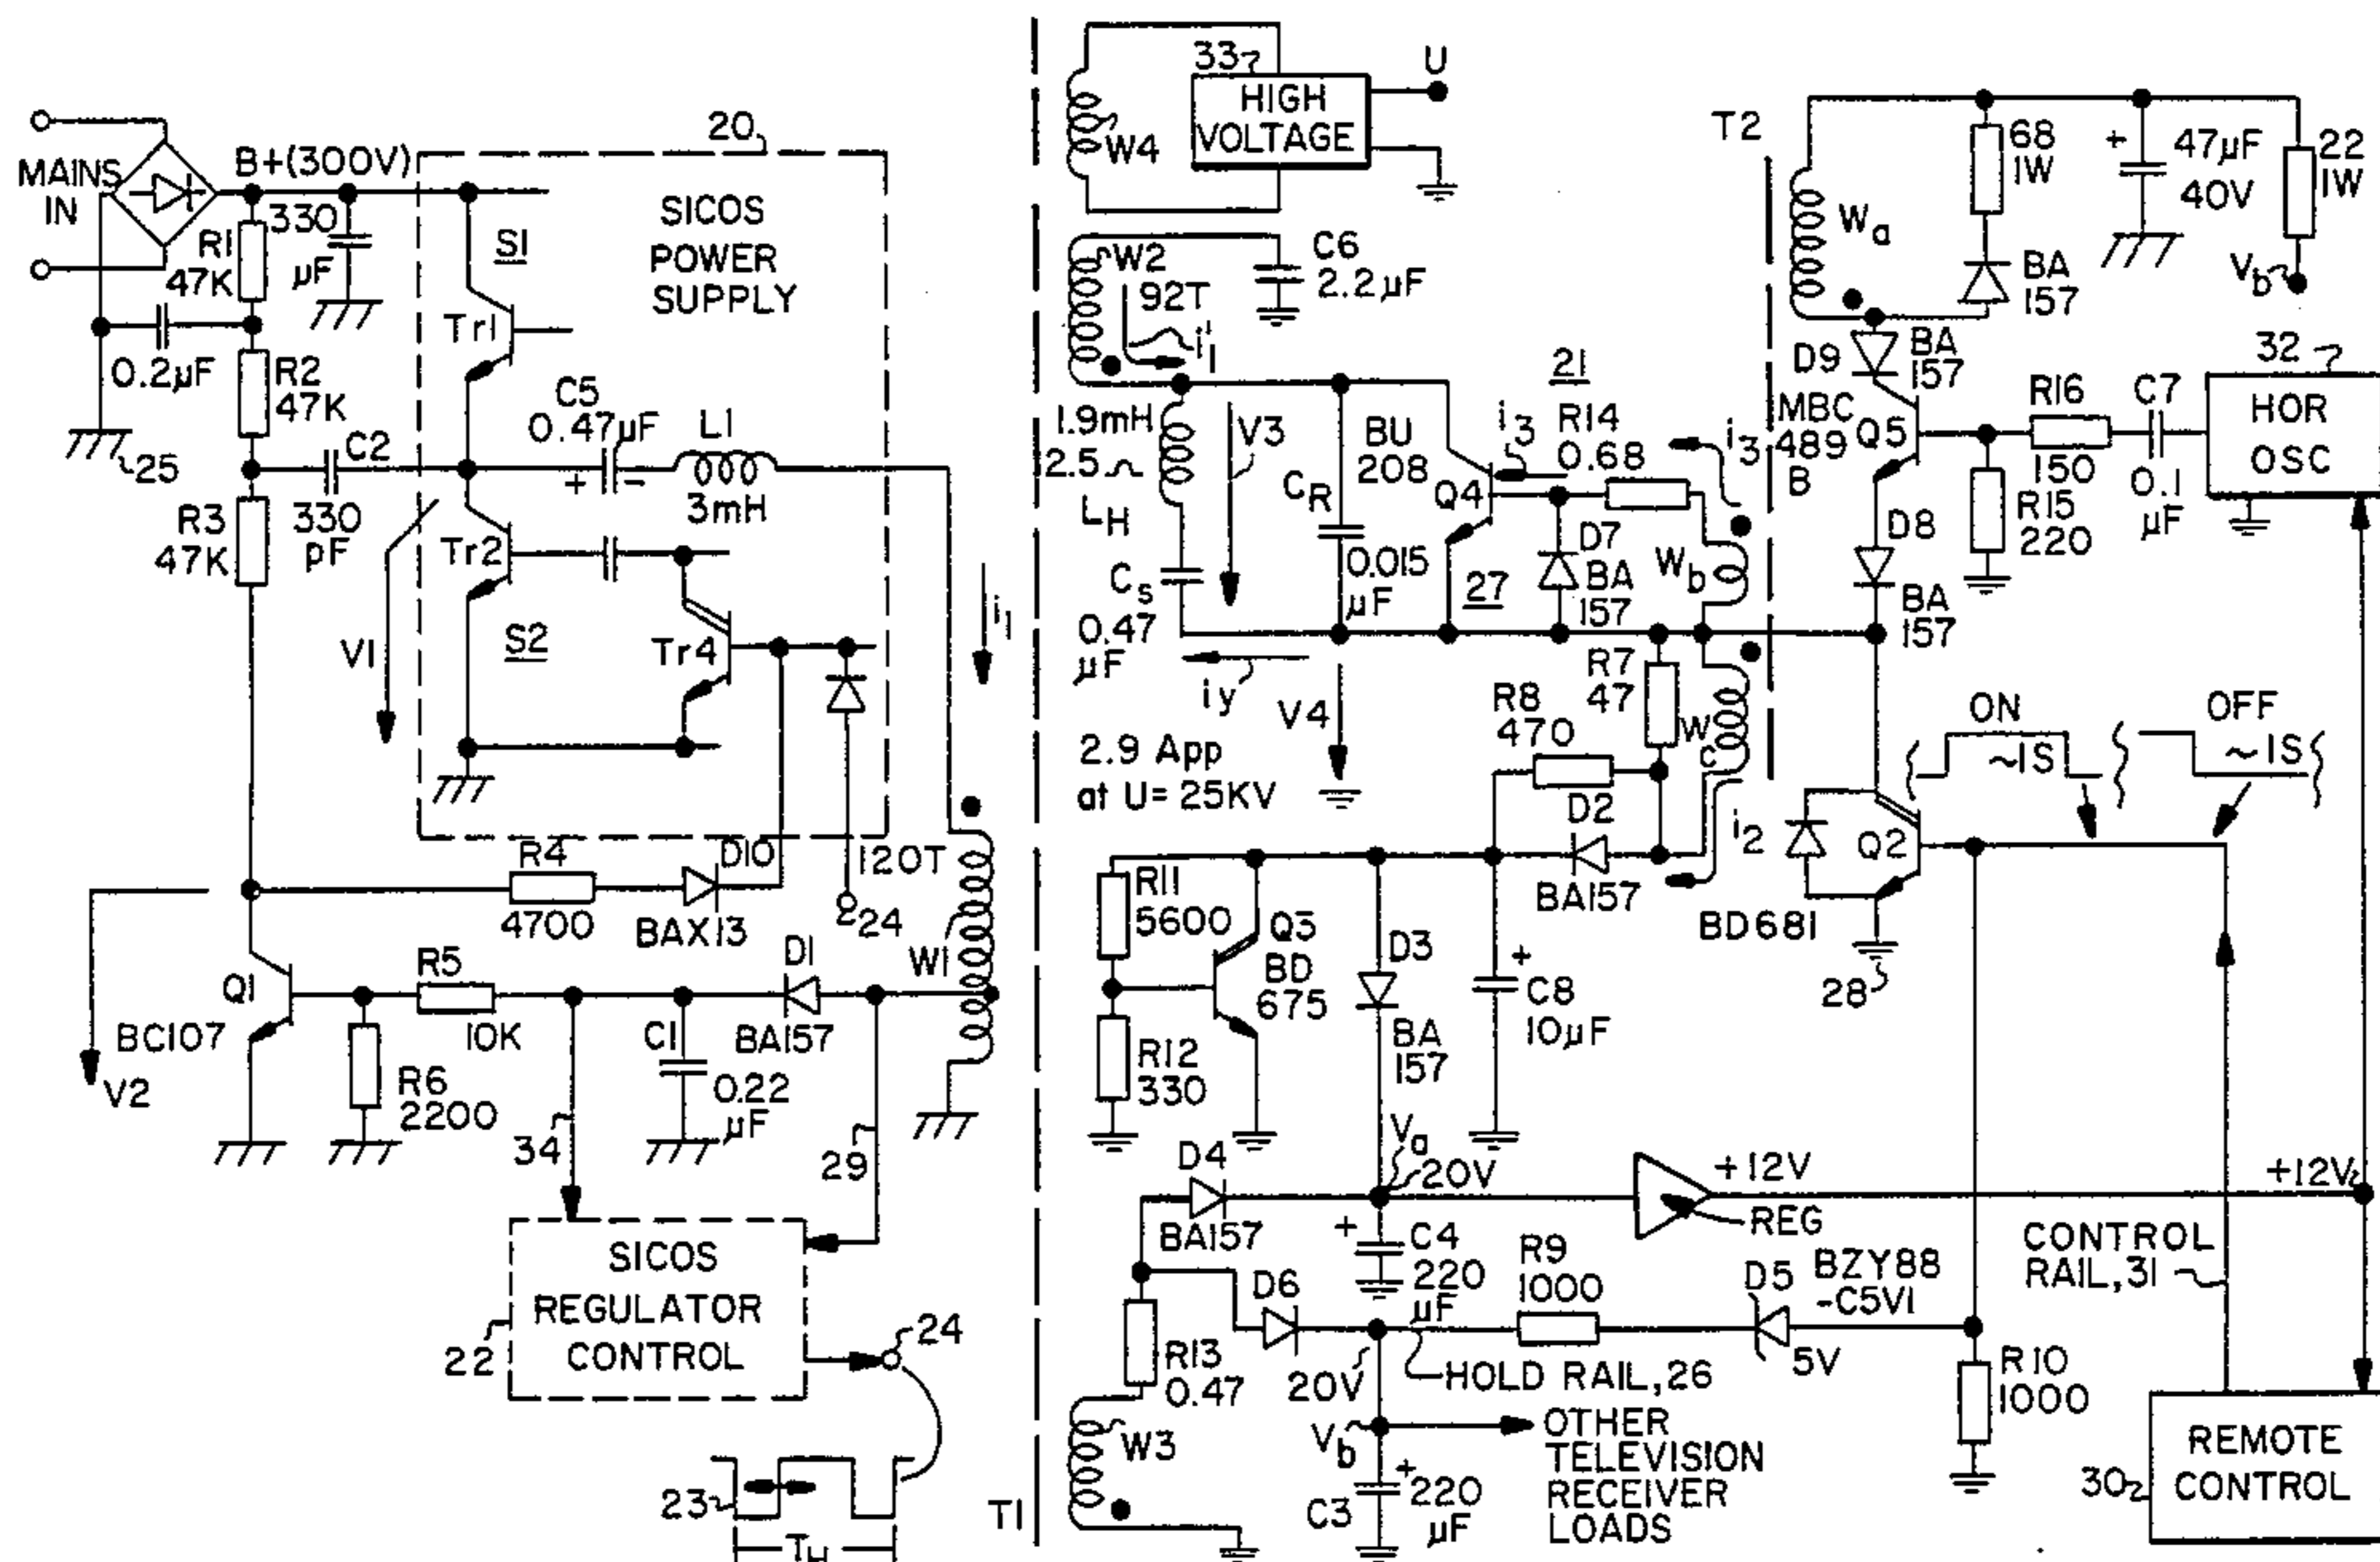 MAINS
IN
B+(300V)
330
µF
R1
47K
0.2µF
R2
47K
25
C2
330
pF
R3
47K
20
SICOS
POWER
SUPPLY
S1
Tr1
C5
0.47µF
+
-
L1
3mH
Tr2
S2
Tr4
V1
i1
R4
4700
D10
BAX13
120T
24
W1
Q1
BC107
V2
R5
10K
R6
2200
D1
BA157
C1
0.22
µF
34
29
SICOS
REGULATOR
CONTROL
22
24
23
TH
T1
33
HIGH
VOLTAGE
U
W4
W2
92T
i'1
C6
2.2µF
1.9mH
2.5
LH
Cs
0.47
µF
V3
CR
0.015
µF
BU
208
Q4
21
i3
R14
0.68
i3
D7
BA
157
27
Wb
iy
V4
2.9 App
at U= 25KV
R7
47
R8
470
Wc
D2
BA157
i2
R11
5600
Q3
BD
675
R12
330
D3
BA
157
+
C8
10µF
Va
20V
D4
BA157
+
C4
220
µF
D6
R13
0.47
W3
20V
HOLD RAIL,26
Vb
OTHER
TELEVISION
RECEIVER
LOADS
C3
+
220
µF
R9
1000
D5
BZY88
-C5V1
5V
+12V
REG
+12V
CONTROL
RAIL,31
R10
1000
30
REMOTE
CONTROL
T2
Wa
68
1W
BA
157
+
47µF
40V
22
1W
Vb
D9
BA
157
MBC
489
B
Q5
R16
150
C7
0.1
µF
R15
220
32
HOR
OSC
D8
BA
157
ON
~1S
OFF
~1S
Q2
BD681
28